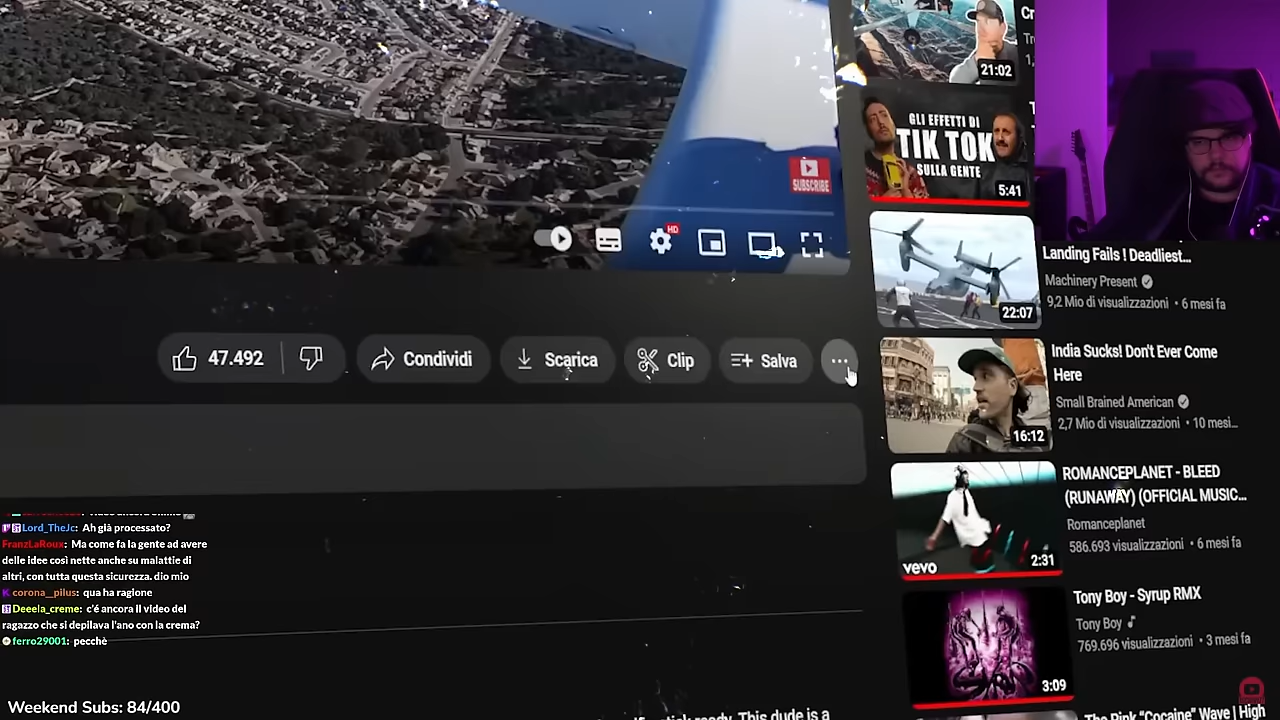 Cr
21:02
GLI EFFETTI DI
TIK TOK
SULLA GENTE
5:41
SUBSCRIBE
HD
Landing Fails ! Deadliest...
Machinery Present
9,2 Mio di visualizzazioni • 6 mesi fa
22:07
47.492
Condividi
Scarica
Clip
Salva
India Sucks! Don't Ever Come
Here
Small Brained American
2,7 Mio di visualizzazioni • 10 mesi...
16:12
ROMANCEPLANET - BLEED
(RUNAWAY) (OFFICIAL MUSIC...
Romanceplanet
586.693 visualizzazioni • 6 mesi fa
vevo
2:31
Tony Boy - Syrup RMX
Tony Boy
769.696 visualizzazioni • 3 mesi fa
3:09
Lord_TheJc: Ah già processato?
FranzLaRoux: Ma come fa la gente ad avere
delle idee così nette anche su malattie di
altri, con tutta questa sicurezza. dio mio
corona__pilus: qua ha ragione
Deeela_creme: c'é ancora il video del
ragazzo che si depilava l'ano con la crema?
ferro29001: pecchè
Weekend Subs: 84/400
stick ready. This dude is a
The Pink "Cocaine" Wave | High